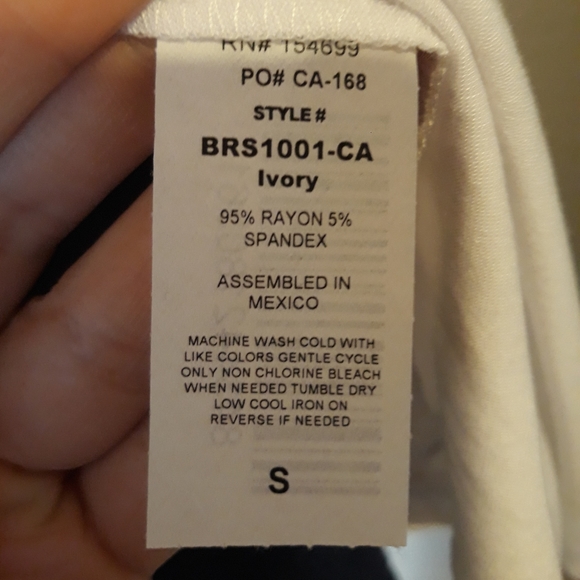 RN# 154699
PO# CA-168
STYLE #
BRS1001-CA
Ivory
95% RAYON 5%
SPANDEX
ASSEMBLED IN
MEXICO
MACHINE WASH COLD WITH
LIKE COLORS GENTLE CYCLE
ONLY NON CHLORINE BLEACH
WHEN NEEDED TUMBLE DRY
LOW COOL IRON ON
REVERSE IF NEEDED
S